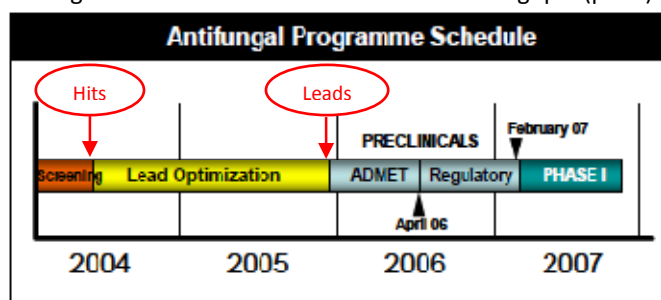 Antifungal Programme Schedule
Hits
Leads
PRECLINICALS
February 07
Screening
Lead Optimization
ADMET
Regulatory
PHASE I
April 06
2004
2005
2006
2007